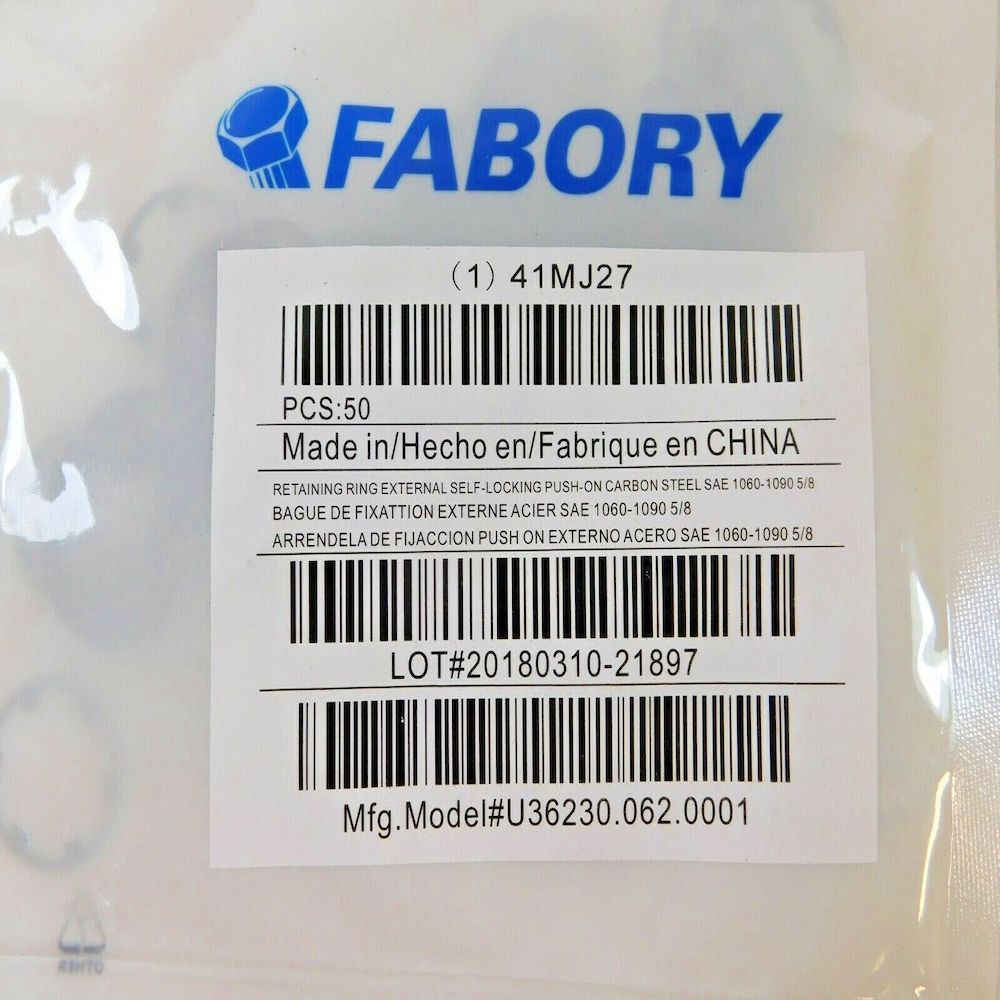 FABORY
(1) 41MJ27
PCS:50
Made in/Hecho en/Fabrique en CHINA
RETAINING RING EXTERNAL SELF-LOCKING PUSH-ON CARBON STEEL SAE 1060-1090 5/8
BAGUE DE FIXATTION EXTERNE ACIER SAE 1060-1090 5/8
ARRENDELA DE FIJACCION PUSH ON EXTERNO ACERO SAE 1060-1090 5/8
LOT#20180310-21897
Mfg.Model#U36230.062.0001
OTHER